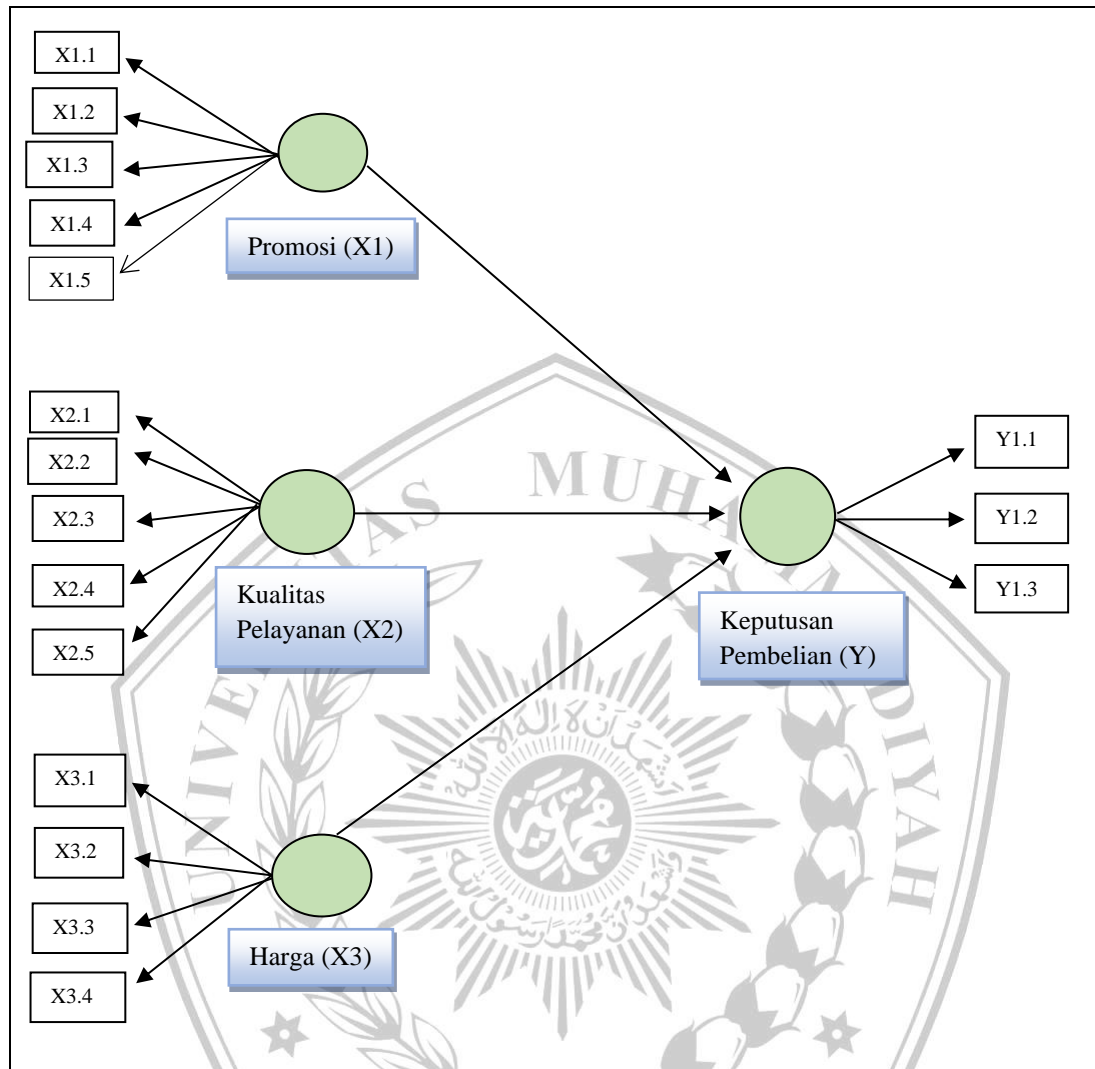 X1.1
X1.2
X1.3
X1.4
X1.5
Promosi (X1)
X2.1
X2.2
X2.3
X2.4
X2.5
Kualitas
Pelayanan (X2)
X3.1
X3.2
X3.3
X3.4
Harga (X3)
Keputusan
Pembelian (Y)
Y1.1
Y1.2
Y1.3